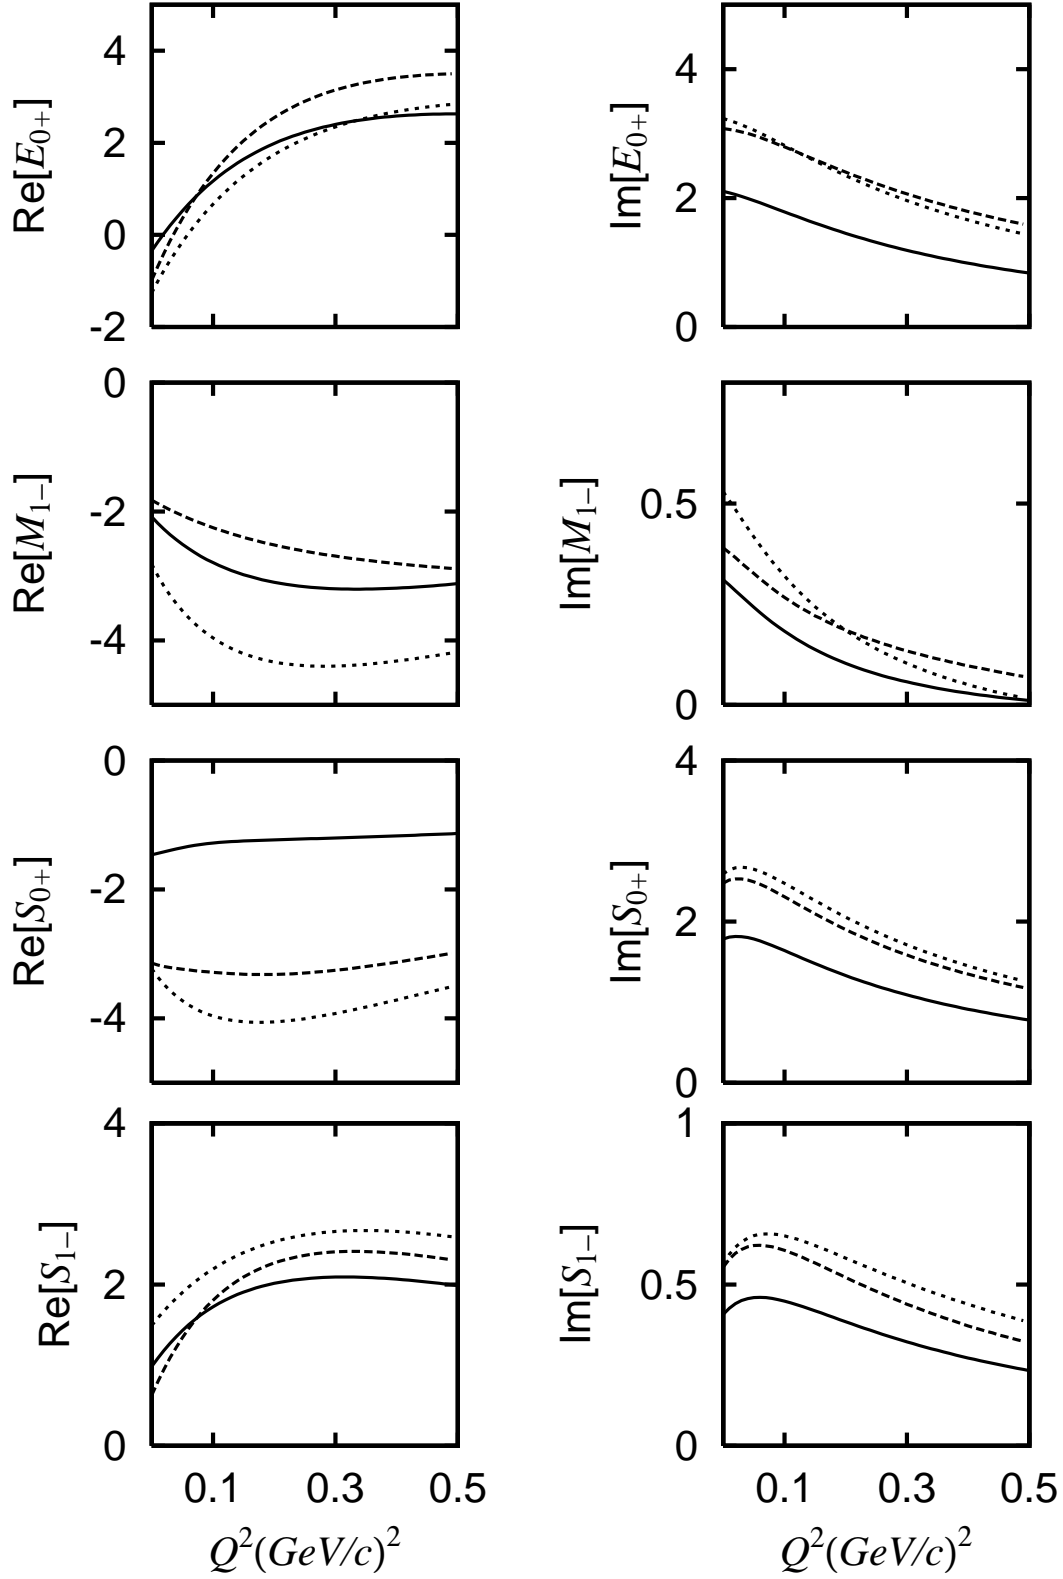 4
2
0
-2
Re[E0+]
4
2
0
Im[E0+]
0
-2
-4
Re[M1−]
0.5
0
Im[M1−]
0
-2
-4
Re[S0+]
4
2
0
Im[S0+]
4
2
0
Re[S1−]
1
0.5
0
Im[S1−]
0.1 0.3 0.5
0.1 0.3 0.5
Q²(GeV/c)²
Q²(GeV/c)²